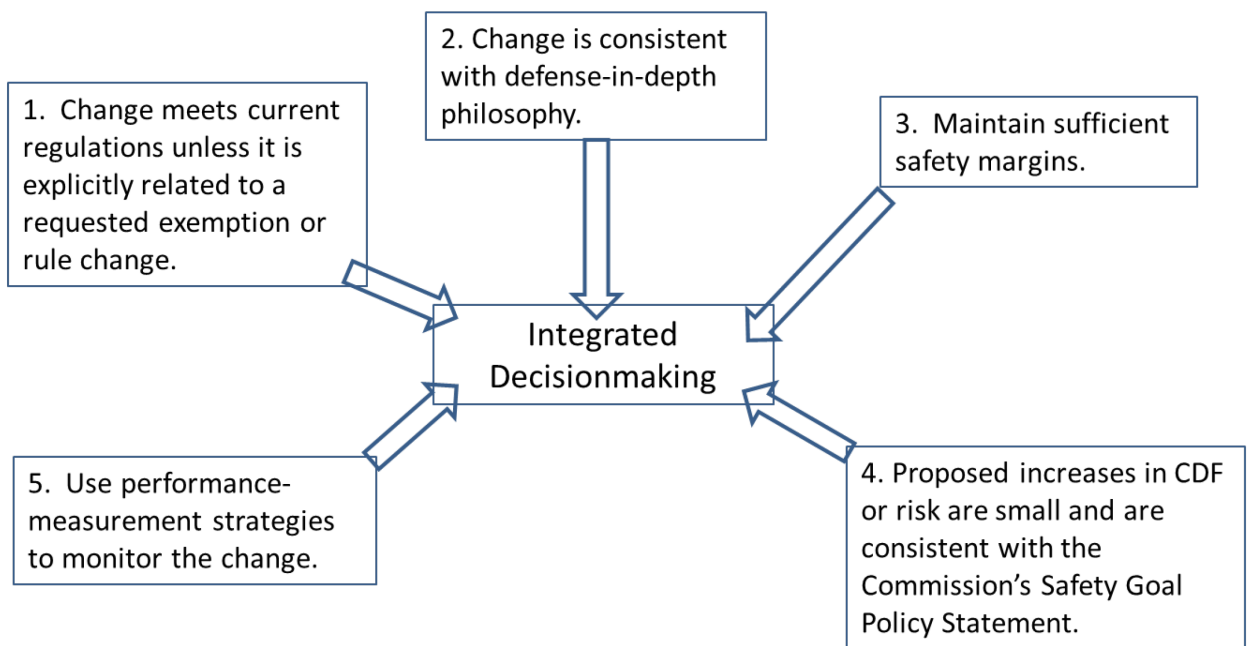 1.  Change meets current
regulations unless it is
explicitly related to a
requested exemption or
rule change.
2. Change is consistent
with defense-in-depth
philosophy.
3.  Maintain sufficient
safety margins.
Integrated
Decisionmaking
4. Proposed increases in CDF
or risk are small and are
consistent with the
Commission’s Safety Goal
Policy Statement.
5.  Use performance-
measurement strategies
to monitor the change.